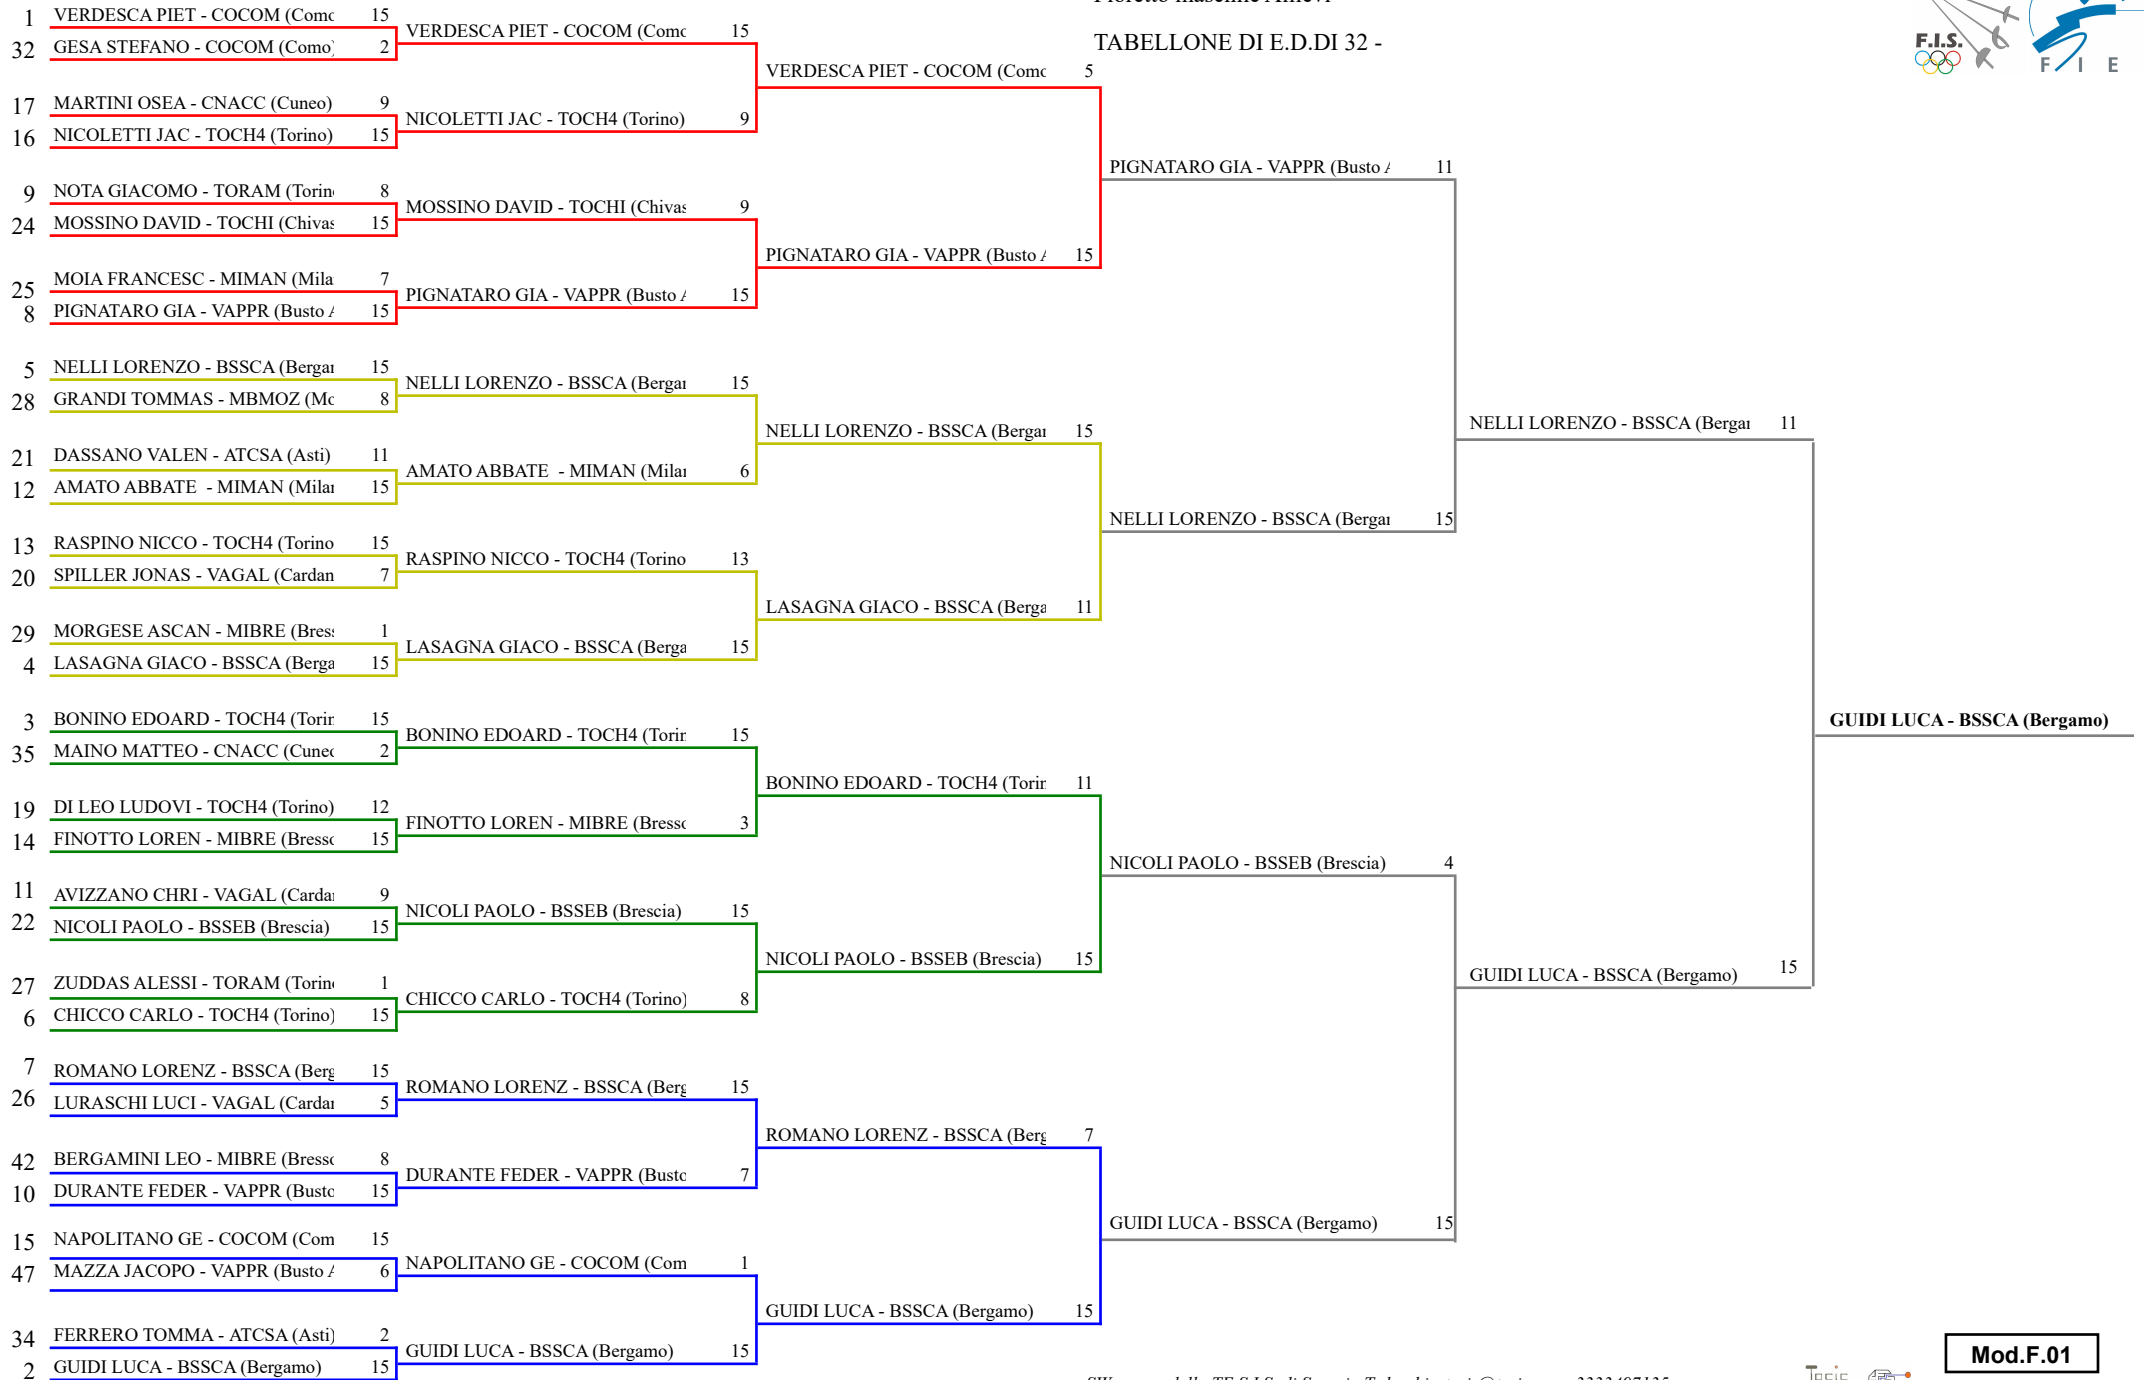 TABELLONE DI E.D.DI 32 -
F.I.S.
F I E
1 VERDESCA PIET - COCOM (Como 15
32 GESA STEFANO - COCOM (Como) 2
17 MARTINI OSEA - CNACC (Cuneo) 9
16 NICOLETTI JAC - TOCH4 (Torino) 15
9 NOTA GIACOMO - TORAM (Torin 8
24 MOSSINO DAVID - TOCHI (Chivas 15
25 MOIA FRANCESC - MIMAN (Mila 7
8 PIGNATARO GIA - VAPPR (Busto A 15
5 NELLI LORENZO - BSSCA (Bergar 15
28 GRANDI TOMMAS - MBMOZ (Mo 8
21 DASSANO VALEN - ATCSA (Asti) 11
12 AMATO ABBATE - MIMAN (Milan 15
13 RASPINO NICCO - TOCH4 (Torino 15
20 SPILLER JONAS - VAGAL (Cardan 7
29 MORGESE ASCAN - MIBRE (Bress 1
4 LASAGNA GIACO - BSSCA (Berga 15
3 BONINO EDOARD - TOCH4 (Torin 15
35 MAINO MATTEO - CNACC (Cuneo 2
19 DI LEO LUDOVI - TOCH4 (Torino) 12
14 FINOTTO LOREN - MIBRE (Bresso 15
11 AVIZZANO CHRI - VAGAL (Cardan 9
22 NICOLI PAOLO - BSSEB (Brescia) 15
27 ZUDDAS ALESSI - TORAM (Torino 1
6 CHICCO CARLO - TOCH4 (Torino) 15
7 ROMANO LORENZ - BSSCA (Berg 15
26 LURASCHI LUCI - VAGAL (Cardan 5
42 BERGAMINI LEO - MIBRE (Bresso 8
10 DURANTE FEDER - VAPPR (Busto 15
15 NAPOLITANO GE - COCOM (Com 15
47 MAZZA JACOPO - VAPPR (Busto A 6
34 FERRERO TOMMA - ATCSA (Asti) 2
2 GUIDI LUCA - BSSCA (Bergamo) 15
VERDESCA PIET - COCOM (Como 15
NICOLETTI JAC - TOCH4 (Torino) 9
MOSSINO DAVID - TOCHI (Chivas 9
PIGNATARO GIA - VAPPR (Busto A 15
NELLI LORENZO - BSSCA (Bergar 15
AMATO ABBATE - MIMAN (Milan 6
RASPINO NICCO - TOCH4 (Torino 13
LASAGNA GIACO - BSSCA (Berga 15
BONINO EDOARD - TOCH4 (Torin 15
FINOTTO LOREN - MIBRE (Bresso 3
NICOLI PAOLO - BSSEB (Brescia) 15
CHICCO CARLO - TOCH4 (Torino) 8
ROMANO LORENZ - BSSCA (Berg 15
DURANTE FEDER - VAPPR (Busto 7
NAPOLITANO GE - COCOM (Com 1
GUIDI LUCA - BSSCA (Bergamo) 15
VERDESCA PIET - COCOM (Como 5
PIGNATARO GIA - VAPPR (Busto A 15
NELLI LORENZO - BSSCA (Bergar 15
LASAGNA GIACO - BSSCA (Berga 11
BONINO EDOARD - TOCH4 (Torin 11
NICOLI PAOLO - BSSEB (Brescia) 15
ROMANO LORENZ - BSSCA (Berg 7
GUIDI LUCA - BSSCA (Bergamo) 15
PIGNATARO GIA - VAPPR (Busto A 11
NELLI LORENZO - BSSCA (Bergar 15
NICOLI PAOLO - BSSEB (Brescia) 4
GUIDI LUCA - BSSCA (Bergamo) 15
NELLI LORENZO - BSSCA (Bergar 11
GUIDI LUCA - BSSCA (Bergamo) 15
GUIDI LUCA - BSSCA (Bergamo)
Mod.F.01